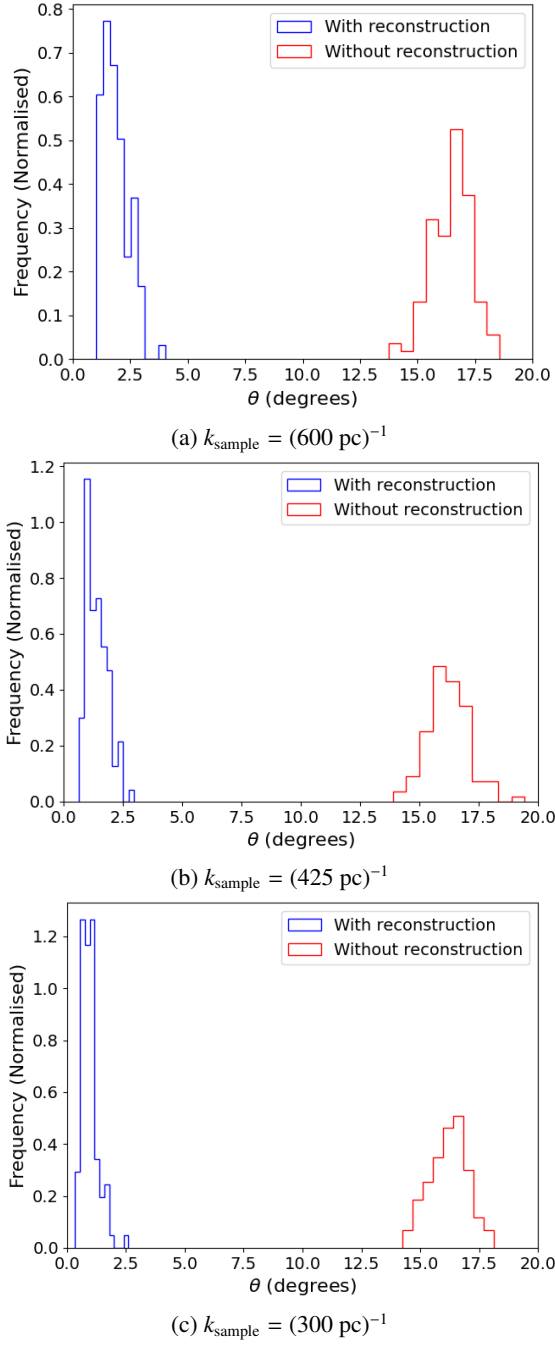 0.8
0.7
0.6
0.5
0.4
0.3
0.2
0.1
0.0
Frequency (Normalised)
With reconstruction
Without reconstruction
0.0 2.5 5.0 7.5 10.0 12.5 15.0 17.5 20.0
θ (degrees)
(a) k_sample = (600 pc)⁻¹
1.2
1.0
0.8
0.6
0.4
0.2
0.0
Frequency (Normalised)
With reconstruction
Without reconstruction
0.0 2.5 5.0 7.5 10.0 12.5 15.0 17.5 20.0
θ (degrees)
(b) k_sample = (425 pc)⁻¹
1.2
1.0
0.8
0.6
0.4
0.2
0.0
Frequency (Normalised)
With reconstruction
Without reconstruction
0.0 2.5 5.0 7.5 10.0 12.5 15.0 17.5 20.0
θ (degrees)
(c) k_sample = (300 pc)⁻¹